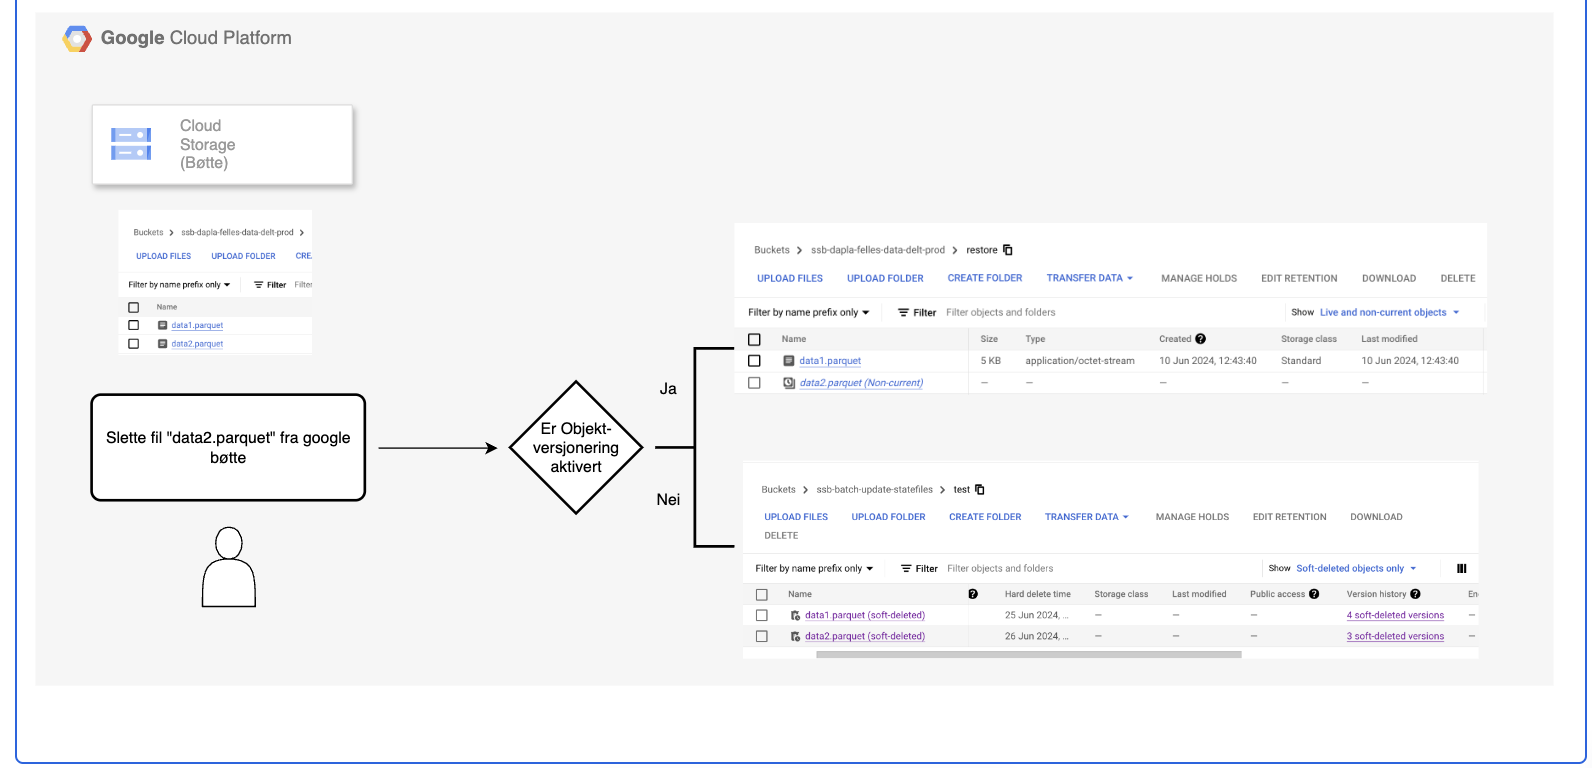 Google Cloud Platform
Cloud
Storage
(Bøtte)
Buckets > ssb-dapla-felles-data-delt-prod >
UPLOAD FILES UPLOAD FOLDER CRE
Filter by name prefix only Filter Filter
Name
data1.parquet
data2.parquet
Slette fil "data2.parquet" fra google
bøtte
Er Objekt-
versjonering
aktivert
Ja
Nei
Buckets > ssb-dapla-felles-data-delt-prod > restore
UPLOAD FILES UPLOAD FOLDER CREATE FOLDER TRANSFER DATA MANAGE HOLDS EDIT RETENTION DOWNLOAD DELETE
Filter by name prefix only Filter Filter objects and folders Show Live and non-current objects
Name Size Type Created ? Storage class Last modified
data1.parquet 5 KB application/octet-stream 10 Jun 2024, 12:43:40 Standard 10 Jun 2024, 12:43:40
data2.parquet (Non-current) — — — — —
Buckets > ssb-batch-update-statefiles > test
UPLOAD FILES UPLOAD FOLDER CREATE FOLDER TRANSFER DATA MANAGE HOLDS EDIT RETENTION DOWNLOAD
DELETE
Filter by name prefix only Filter Filter objects and folders Show Soft-deleted objects only
Name ? Hard delete time Storage class Last modified Public access ? Version history ? En
data1.parquet (soft-deleted) 25 Jun 2024, ... — — — 4 soft-deleted versions —
data2.parquet (soft-deleted) 26 Jun 2024, ... — — — 3 soft-deleted versions —